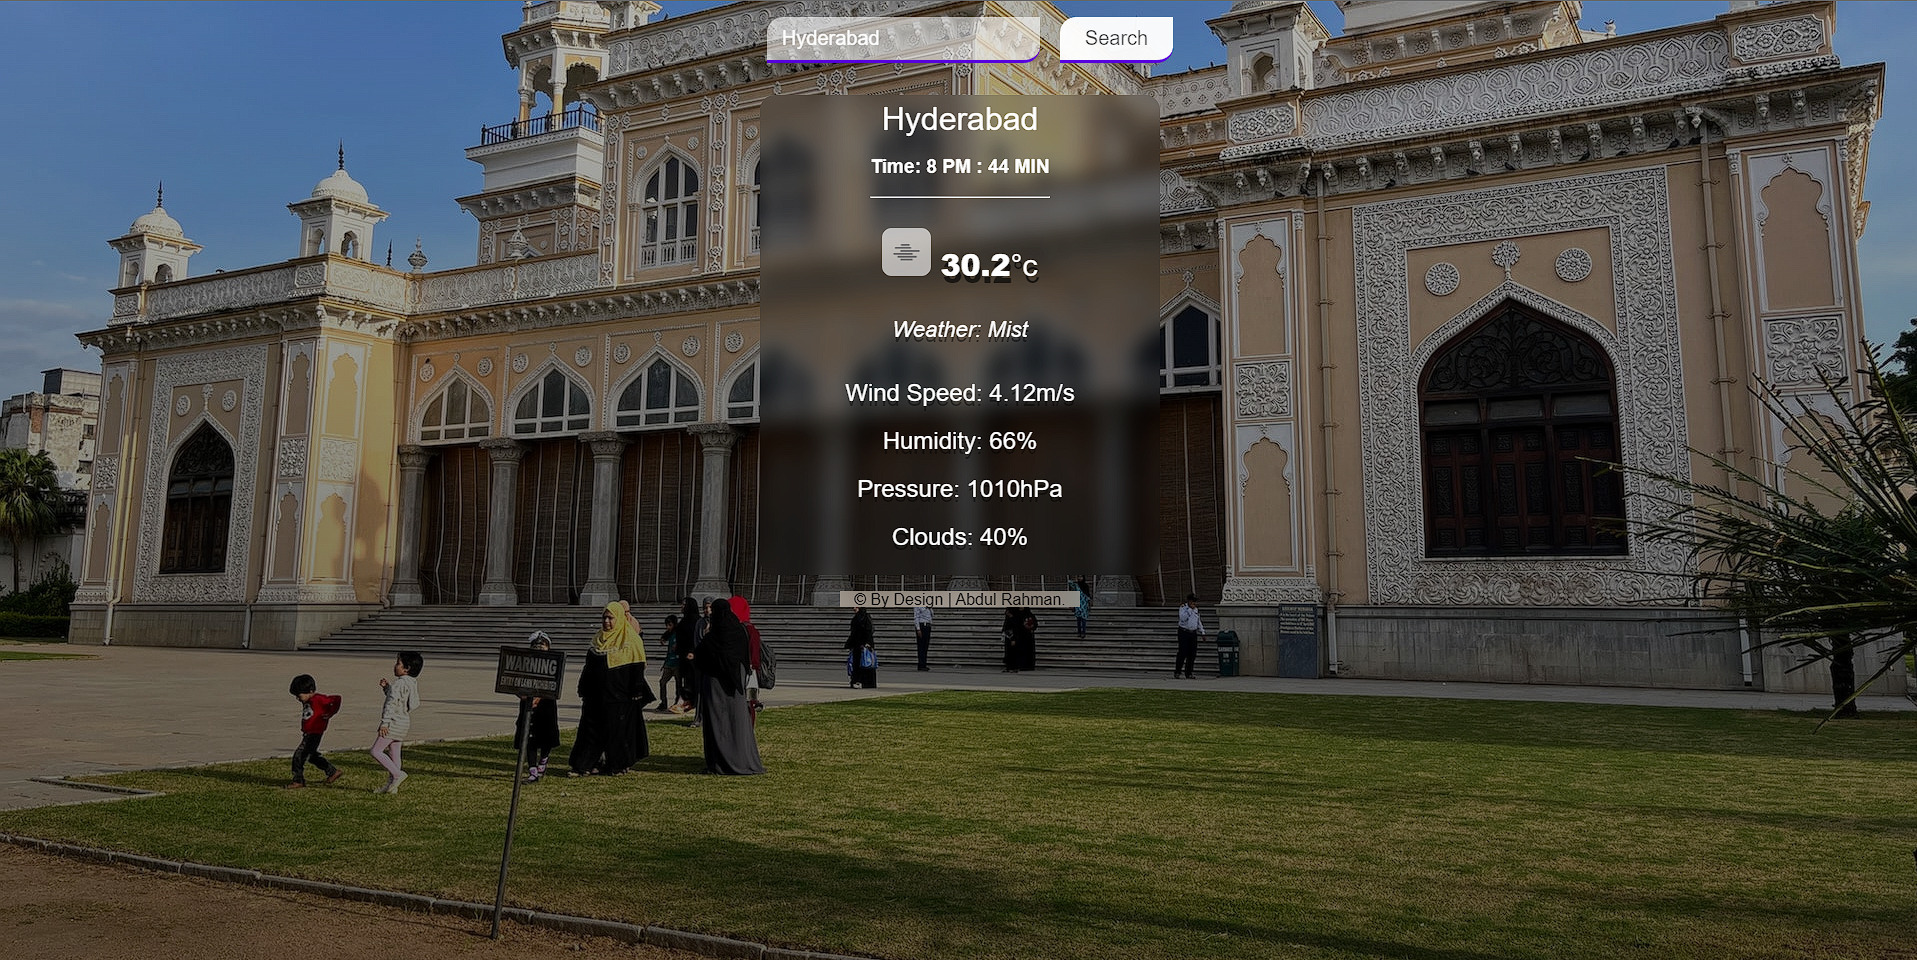 Hyderabad
Search
Hyderabad
Time: 8 PM : 44 MIN
30.2°c
Weather: Mist
Wind Speed: 4.12m/s
Humidity: 66%
Pressure: 1010hPa
Clouds: 40%
© By Design | Abdul Rahman.
WARNING
ENTRY ON LAWN PROHIBITED